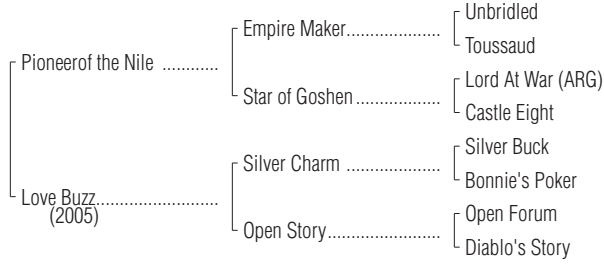 Unbridled
Empire Maker....................
Toussaud
Pioneerof the Nile ............
Lord At War (ARG)
Star of Goshen..................
Castle Eight
Silver Buck
Silver Charm ....................
Bonnie's Poker
Love Buzz..........................
(2005)
Open Forum
Open Story........................
Diablo's Story